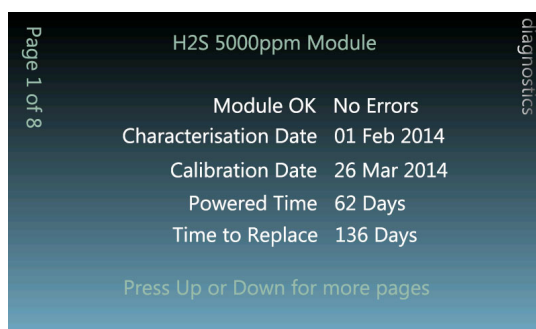 Page 1 of 8
H2S 5000ppm Module
diagnostics
Module OK No Errors
Characterisation Date 01 Feb 2014
Calibration Date 26 Mar 2014
Powered Time 62 Days
Time to Replace 136 Days
Press Up or Down for more pages